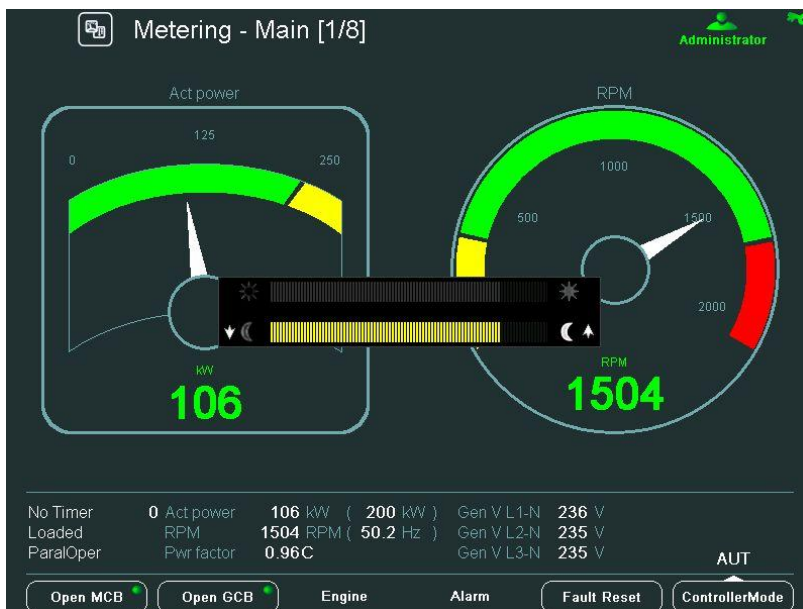 Metering - Main [1/8]
Administrator
Act power
RPM
0
125
250
500
1000
1500
2000
kW
106
RPM
1504
No Timer 0 Act power 106 kW ( 200 kW ) Gen V L1-N 236 V
Loaded RPM 1504 RPM ( 50.2 Hz ) Gen V L2-N 235 V
ParalOper Pwr factor 0.96C Gen V L3-N 235 V
AUT
Open MCB Open GCB Engine Alarm Fault Reset ControllerMode